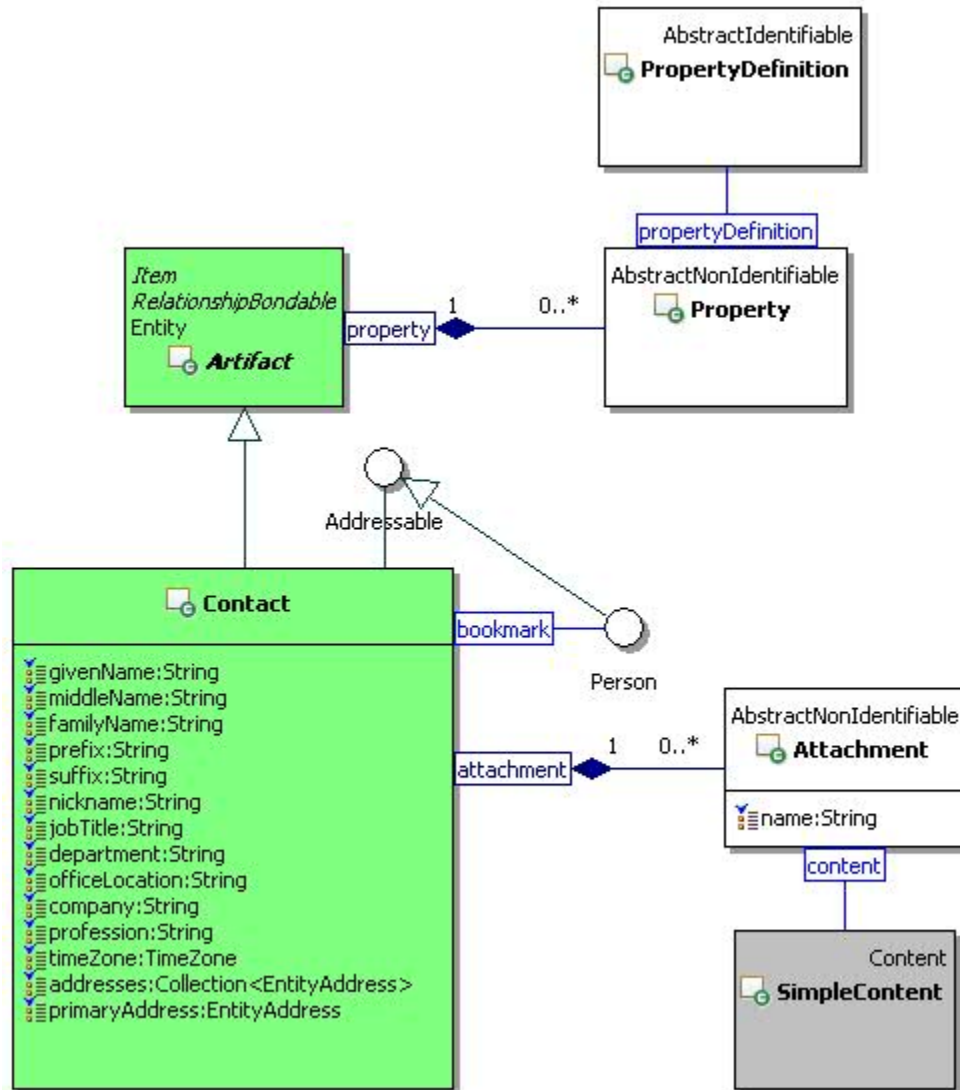 AbstractIdentifiable
PropertyDefinition
propertyDefinition
Item
RelationshipBondable
Entity
Artifact
property
1
0..*
AbstractNonIdentifiable
Property
Addressable
Contact
bookmark
Person
givenName:String
middleName:String
familyName:String
prefix:String
suffix:String
nickname:String
jobTitle:String
department:String
officeLocation:String
company:String
profession:String
timeZone:TimeZone
addresses:Collection<EntityAddress>
primaryAddress:EntityAddress
attachment
1
0..*
AbstractNonIdentifiable
Attachment
name:String
content
Content
SimpleContent